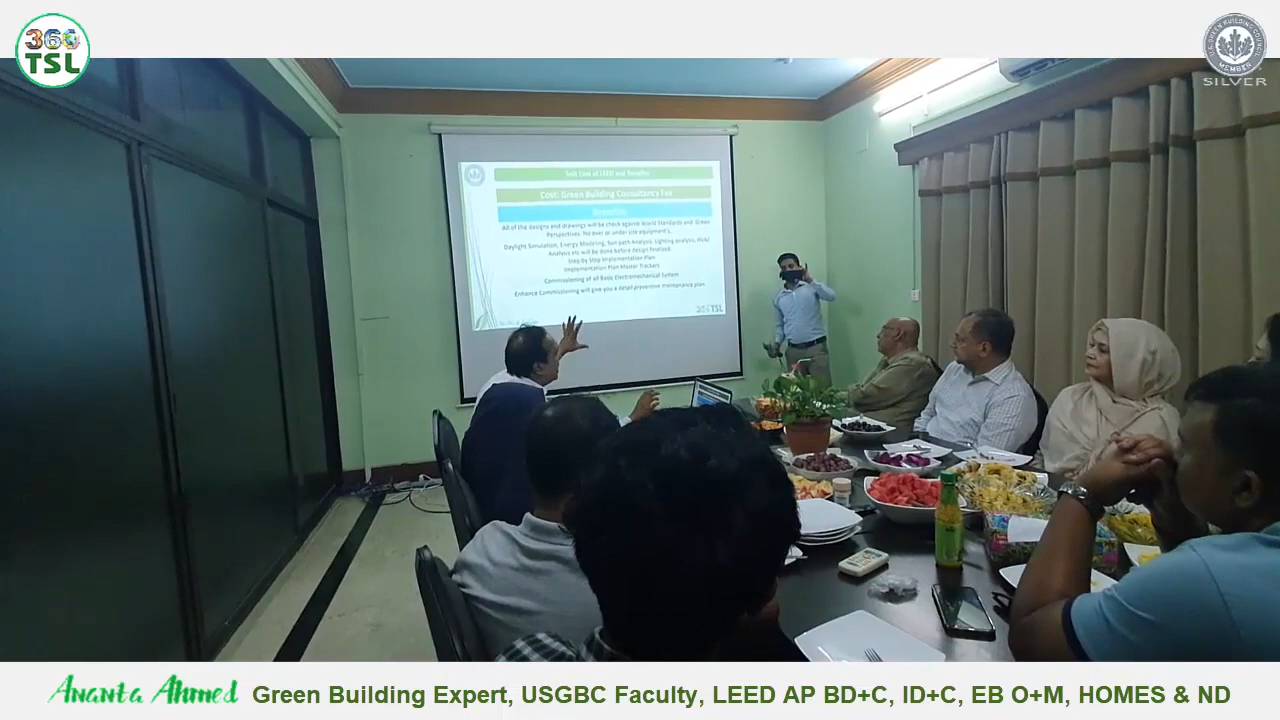 360
TSL
U.S. GREEN BUILDING COUNCIL
MEMBER
SILVER
Soft Cost of LEED and Benefits
Cost: Green Building Consultancy Fee
All of the designs and drawings will be check against World Standards and Green
Perspectives. No over or under size equipment's.
Daylight Simulation, Energy Modeling, Sun path Analysis, Lighting analysis, HVAC
Analysis etc will be done before design finalized
Step by Step Implementation Plan
Implementation Plan Master Trackers
Commissioning of all Basic Electromechanical System
Enhance Commissioning will give you a detail preventive maintenance plan
360TSL
Ananta Ahmed Green Building Expert, USGBC Faculty, LEED AP BD+C, ID+C, EB O+M, HOMES & ND